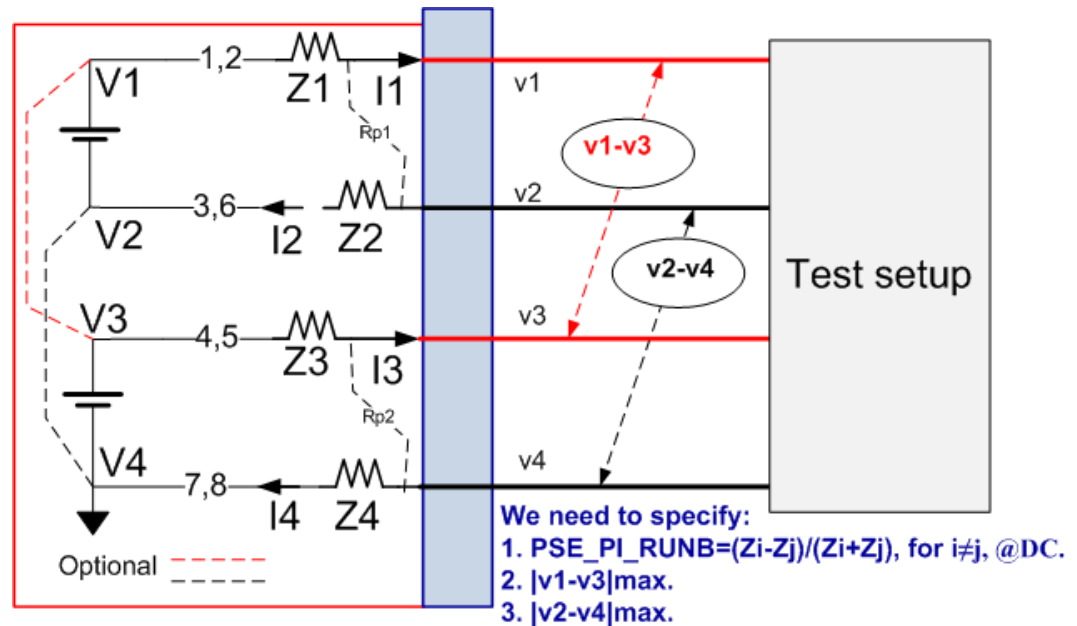 V1
1,2
Z1
I1
v1
Rp1
v1-v3
V2
3,6
I2
Z2
v2
v2-v4
Test setup
V3
4,5
Z3
I3
v3
Rp2
V4
7,8
I4
Z4
v4
Optional
We need to specify:
1. PSE_PI_RUNB=(Zi-Zj)/(Zi+Zj), for i≠j, @DC.
2. |v1-v3|max.
3. |v2-v4|max.